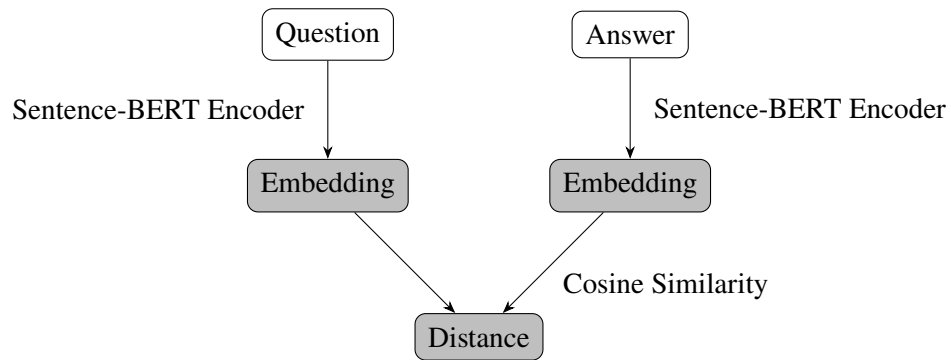 Question
Answer
Sentence-BERT Encoder
Sentence-BERT Encoder
Embedding
Embedding
Cosine Similarity
Distance